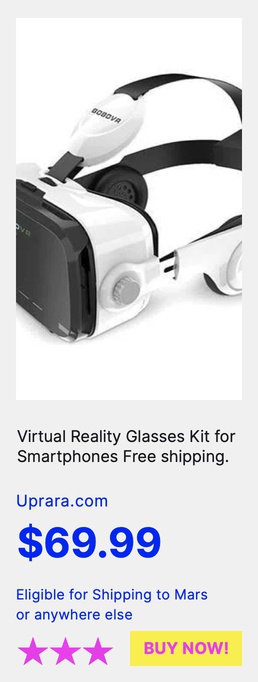 BOBOVR
OVR
Virtual Reality Glasses Kit for
Smartphones Free shipping.
Uprara.com
$69.99
Eligible for Shipping to Mars
or anywhere else
BUY NOW!